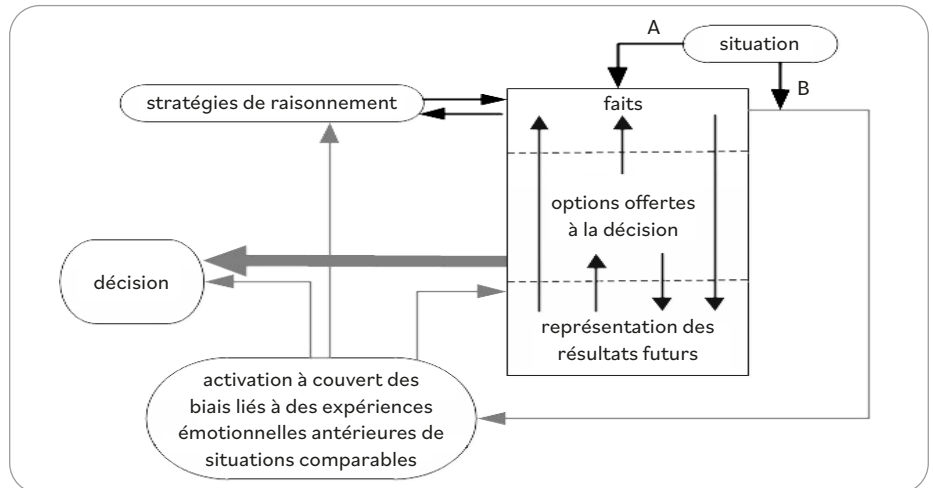 A
situation
B
stratégies de raisonnement
faits
options offertes
à la décision
décision
représentation des
résultats futurs
activation à couvert des
biais liés à des expériences
émotionnelles antérieures de
situations comparables